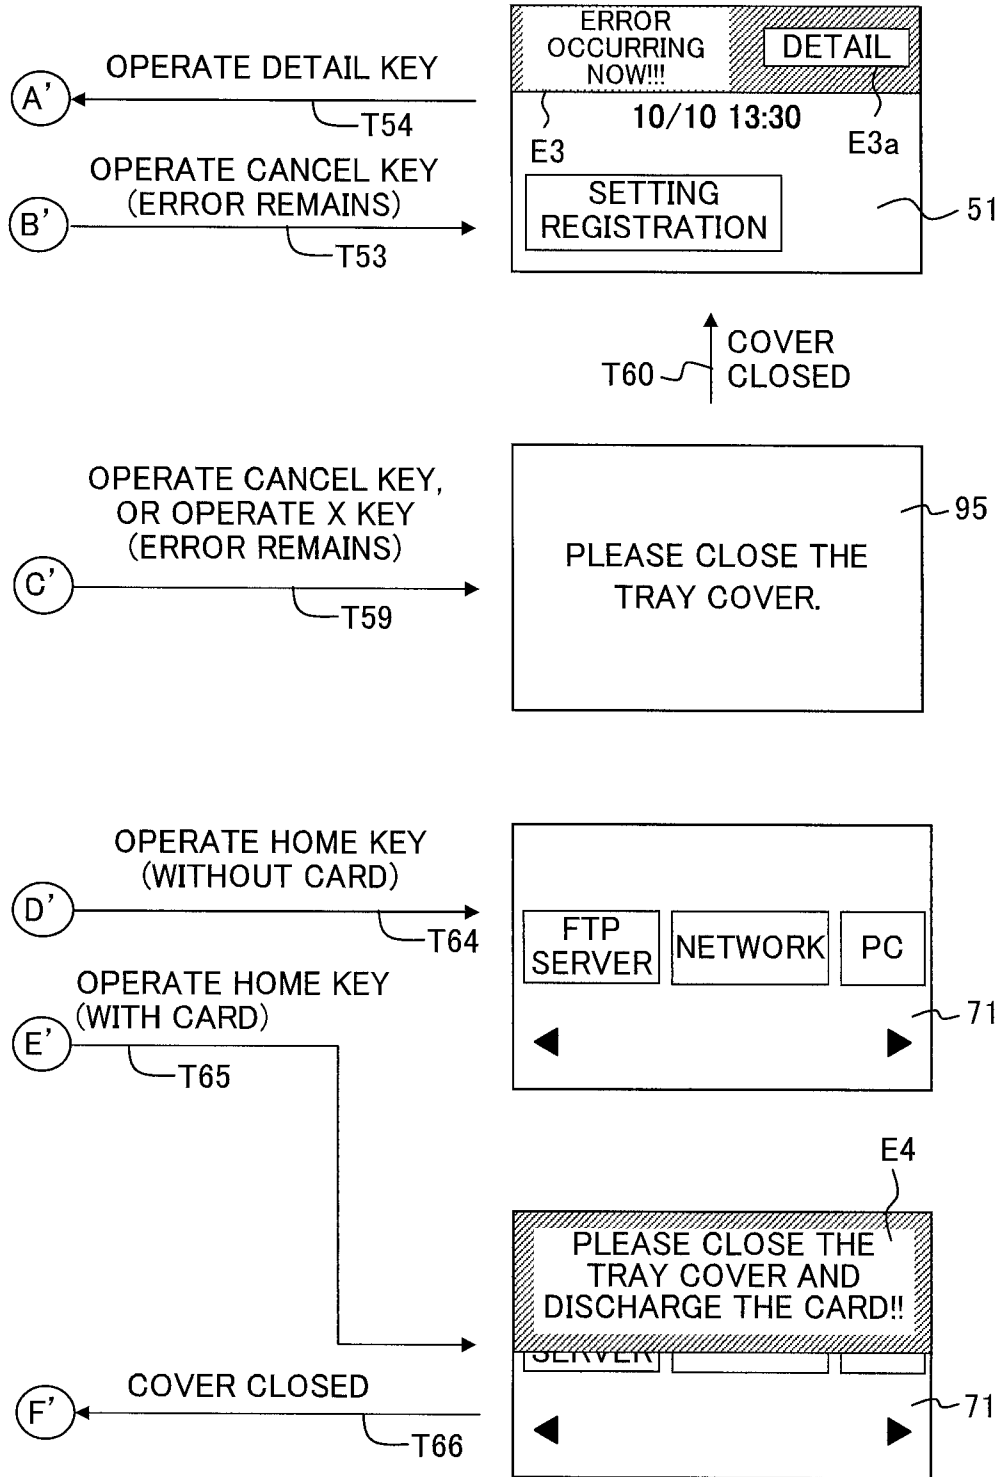 ERROR
OCCURRING
NOW!!!
DETAIL
OPERATE DETAIL KEY
A'
T54
10/10 13:30
E3
E3a
OPERATE CANCEL KEY
(ERROR REMAINS)
B'
T53
SETTING
REGISTRATION
51
T60
COVER
CLOSED
OPERATE CANCEL KEY,
OR OPERATE X KEY
(ERROR REMAINS)
C'
T59
95
PLEASE CLOSE THE
TRAY COVER.
OPERATE HOME KEY
(WITHOUT CARD)
D'
T64
FTP
SERVER
NETWORK
PC
71
OPERATE HOME KEY
(WITH CARD)
E'
T65
E4
PLEASE CLOSE THE
TRAY COVER AND
DISCHARGE THE CARD!!
SERVER
COVER CLOSED
F'
T66
71